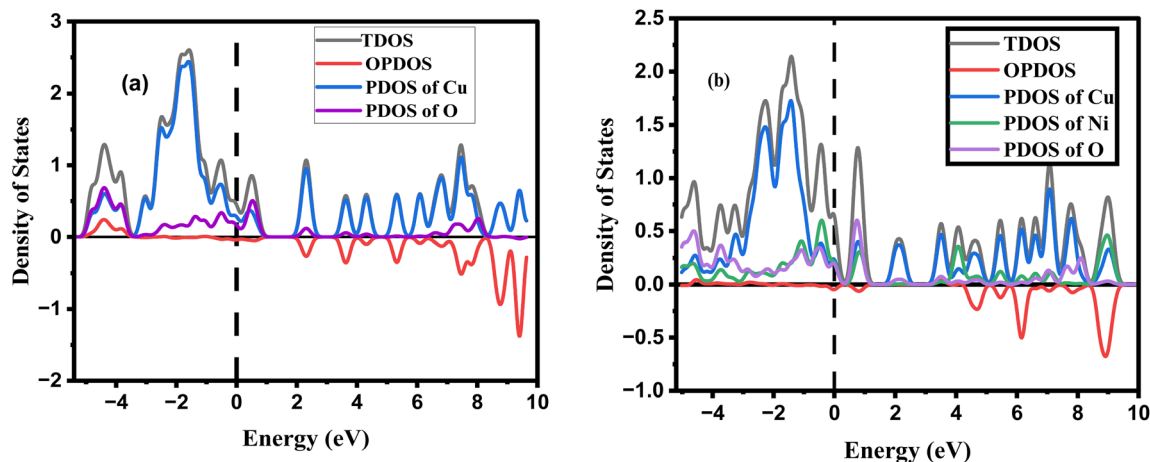 (a)
TDOS
OPDOS
PDOS of Cu
PDOS of O
Density of States
3
2
1
0
−1
−2
−4
−2
0
2
4
6
8
10
Energy (eV)
(b)
TDOS
OPDOS
PDOS of Cu
PDOS of Ni
PDOS of O
Density of States
2.5
2.0
1.5
1.0
0.5
0.0
−0.5
−1.0
−4
−2
0
2
4
6
8
10
Energy (eV)